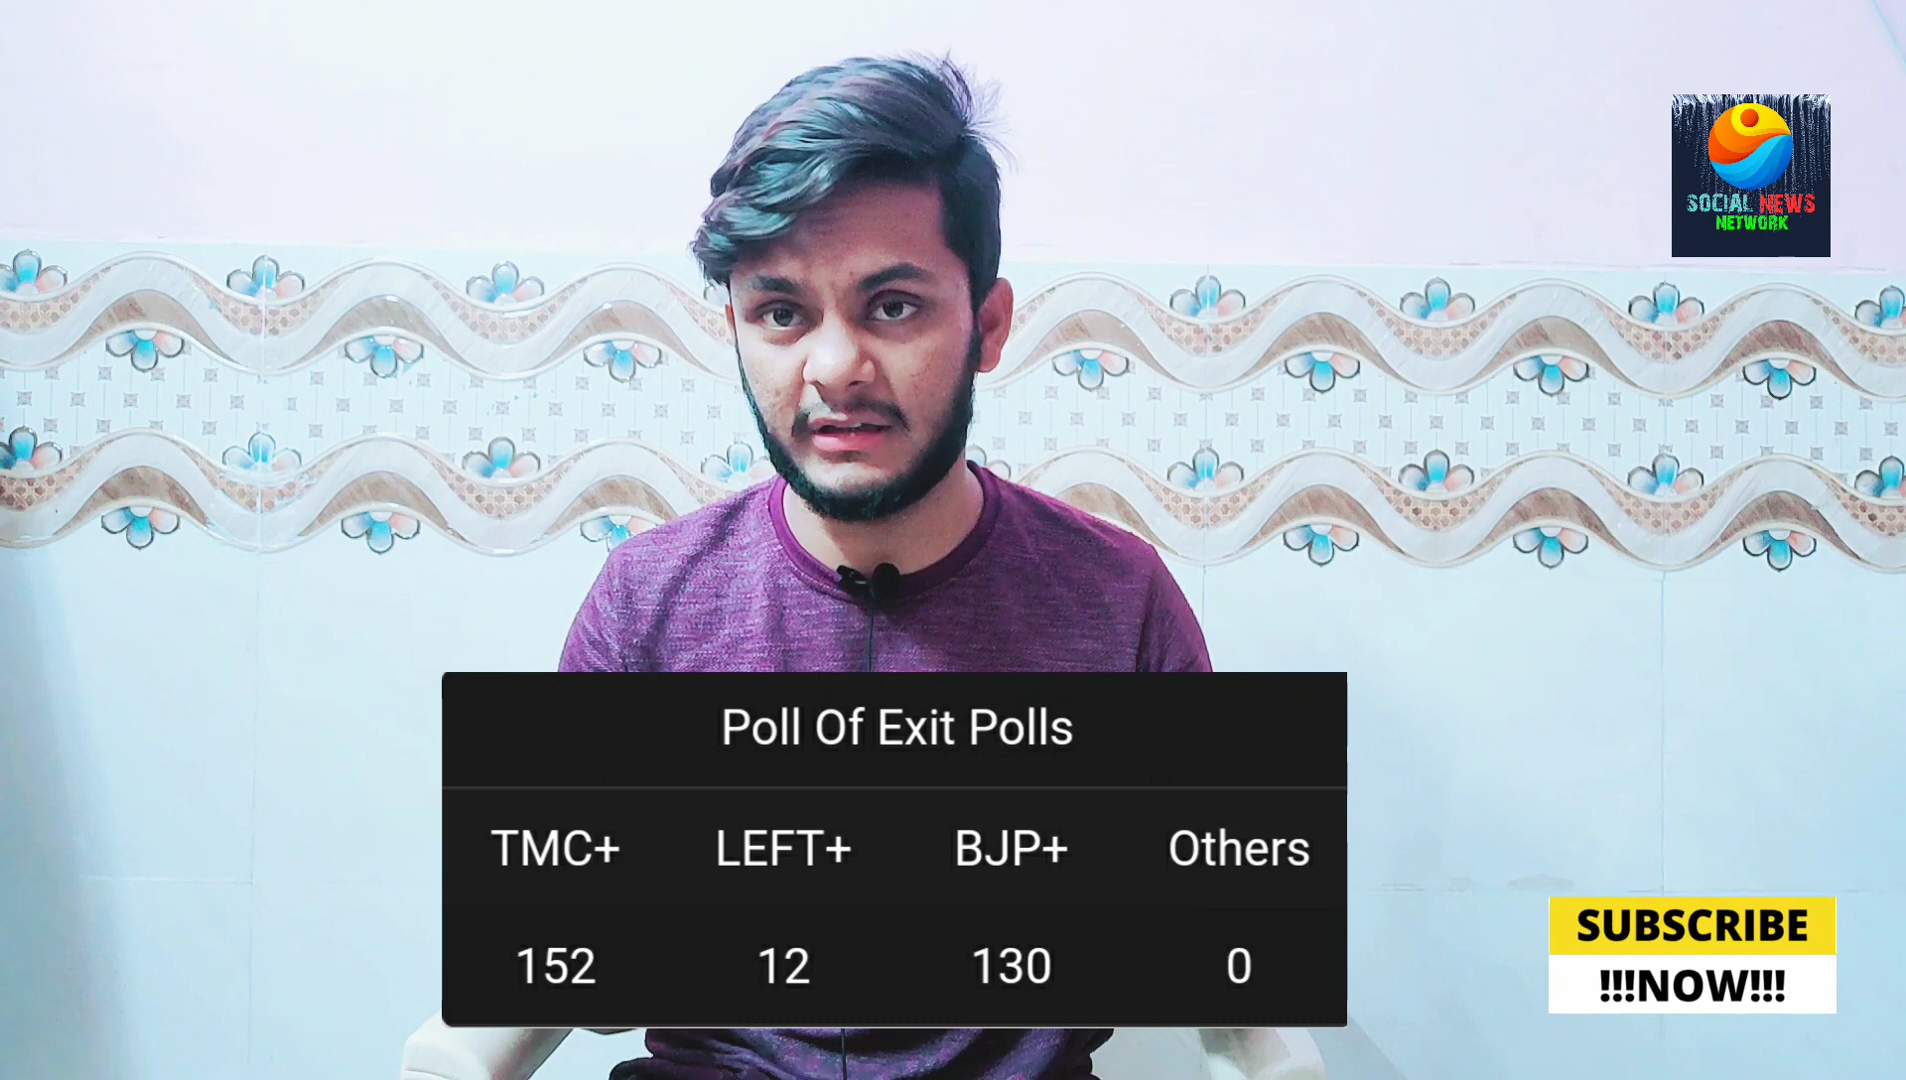 SOCIAL NEWS
NETWORK
Poll Of Exit Polls
TMC+ LEFT+ BJP+ Others
152 12 130 0
SUBSCRIBE
!!!NOW!!!